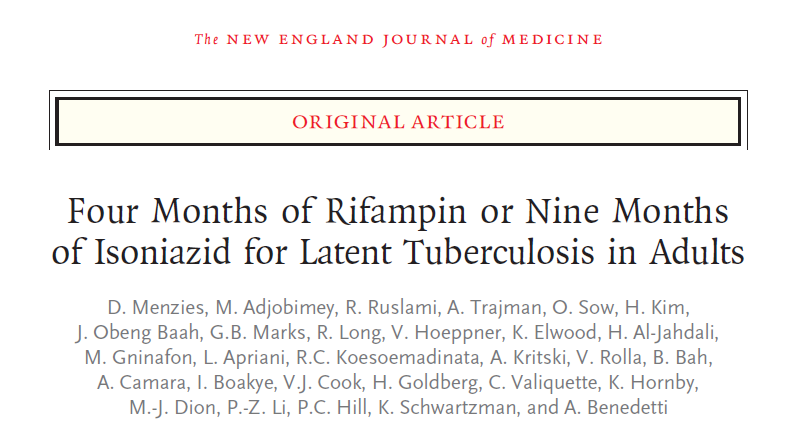 The NEW ENGLAND JOURNAL of MEDICINE
ORIGINAL ARTICLE
Four Months of Rifampin or Nine Months
of Isoniazid for Latent Tuberculosis in Adults
D. Menzies, M. Adjobimey, R. Ruslami, A. Trajman, O. Sow, H. Kim,
J. Obeng Baah, G.B. Marks, R. Long, V. Hoeppner, K. Elwood, H. Al-Jahdali,
M. Gninafon, L. Apriani, R.C. Koesoemadinata, A. Kritski, V. Rolla, B. Bah,
A. Camara, I. Boakye, V.J. Cook, H. Goldberg, C. Valiquette, K. Hornby,
M.-J. Dion, P.-Z. Li, P.C. Hill, K. Schwartzman, and A. Benedetti